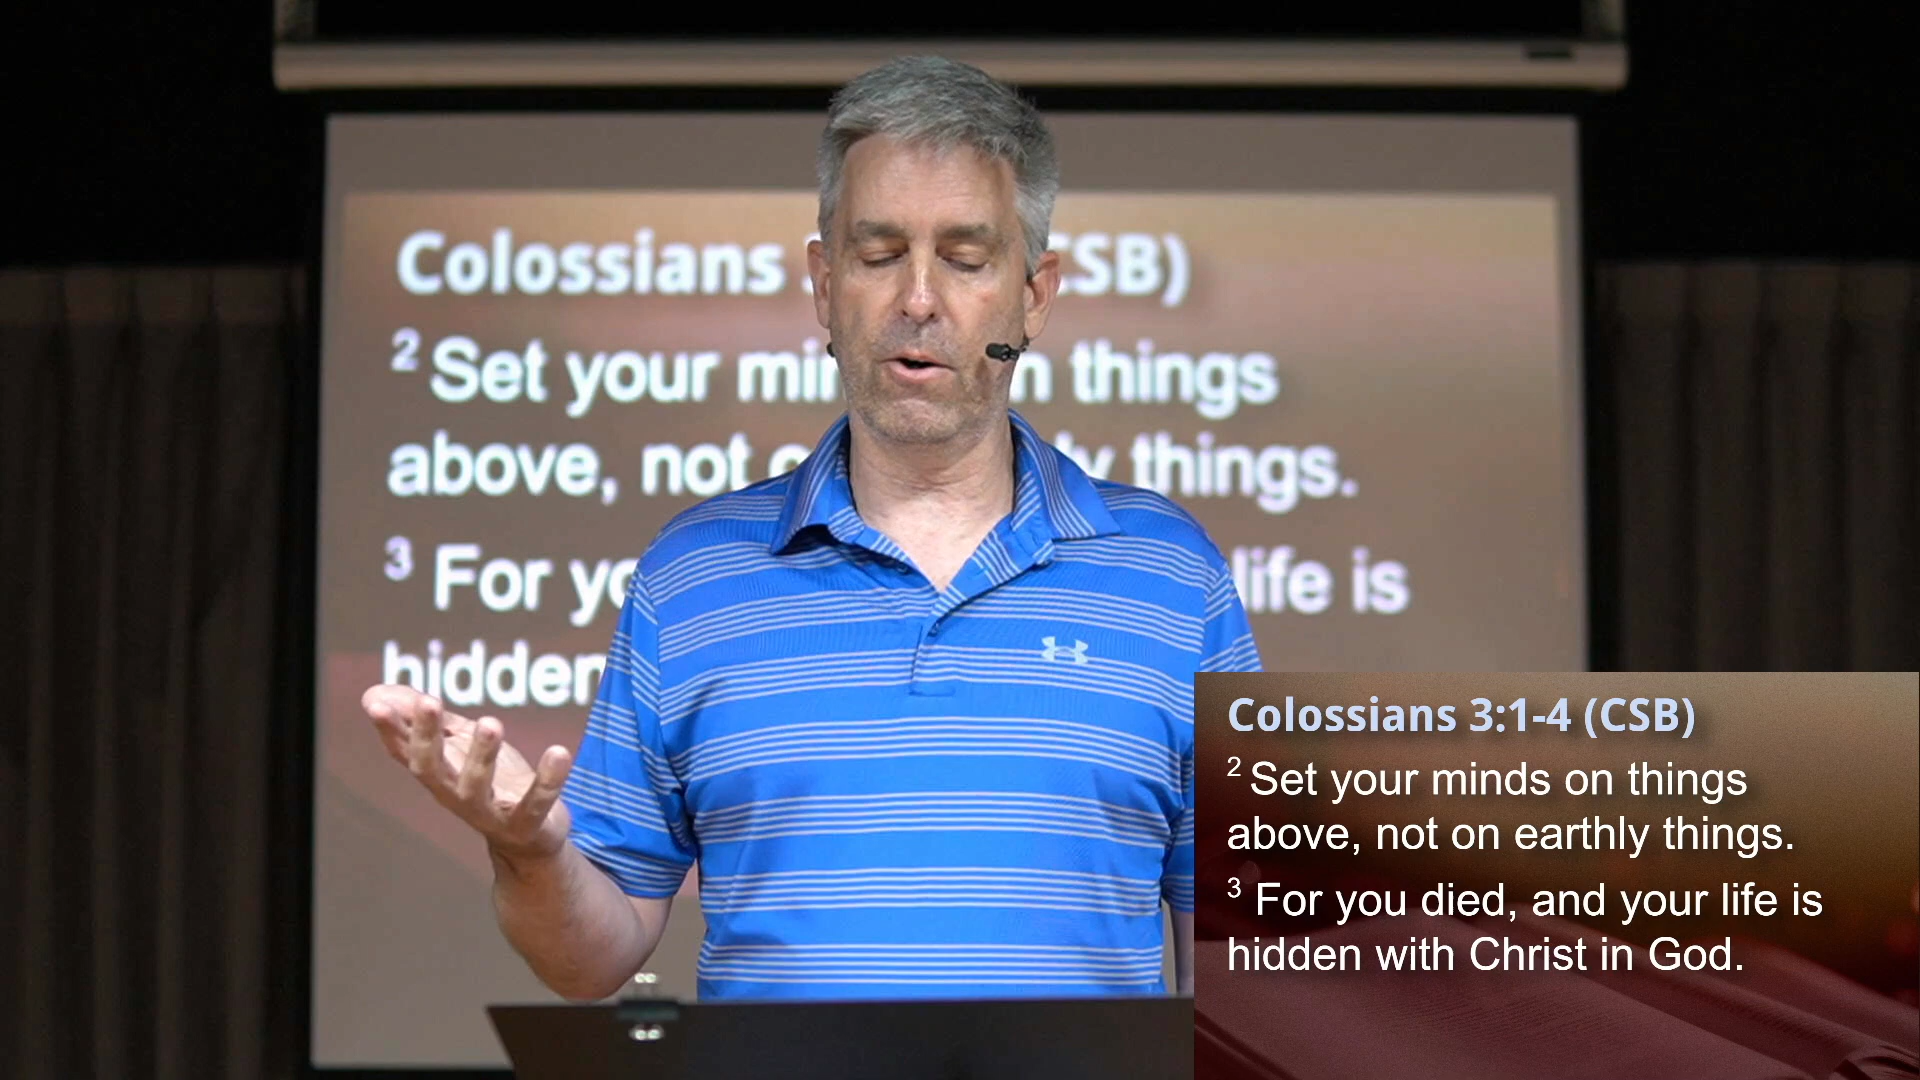 Colossians CSB)
2 Set your things
above, not things.
3 For life is
hidden
Colossians 3:1-4 (CSB)
2 Set your minds on things
above, not on earthly things.
3 For you died, and your life is
hidden with Christ in God.